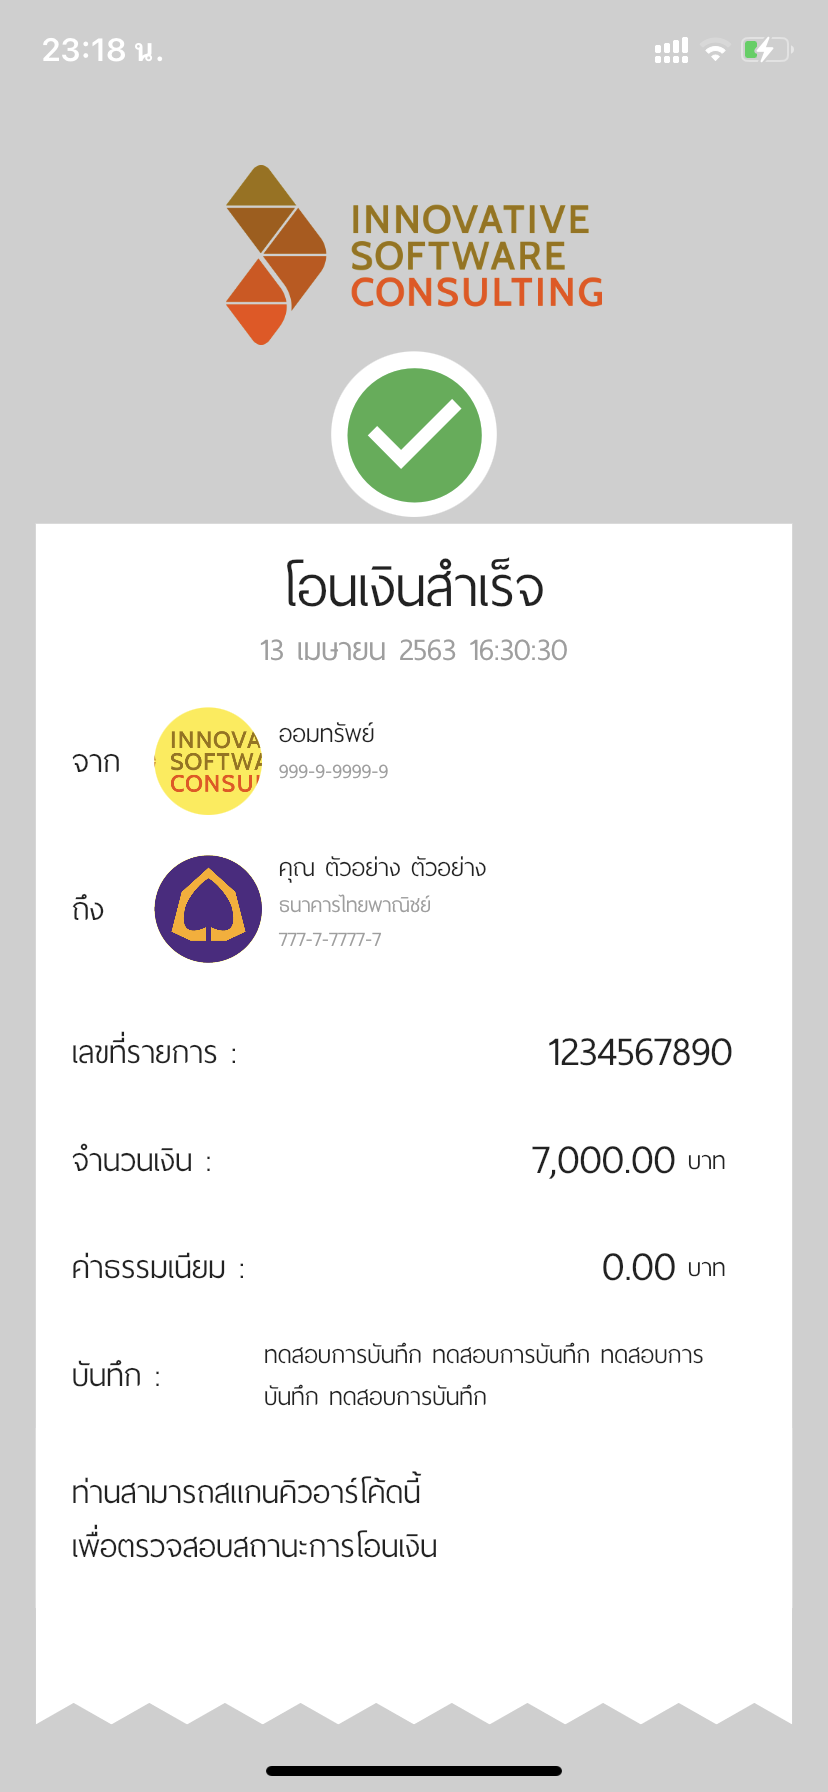 23:18 น.
INNOVATIVE
SOFTWARE
CONSULTING
โอนเงินสำเร็จ
13 เมษายน 2563 16:30:30
จาก
INNOVA
SOFTWA
CONSU
ออมทรัพย์
999-9-9999-9
ถึง
คุณ ตัวอย่าง ตัวอย่าง
ธนาคารไทยพาณิชย์
777-7-7777-7
เลขที่รายการ : 1234567890
จำนวนเงิน : 7,000.00 บาท
ค่าธรรมเนียม : 0.00 บาท
บันทึก : ทดสอบการบันทึก ทดสอบการบันทึก ทดสอบการ
บันทึก ทดสอบการบันทึก
ท่านสามารถสแกนคิวอาร์โค้ดนี้
เพื่อตรวจสอบสถานะการโอนเงิน